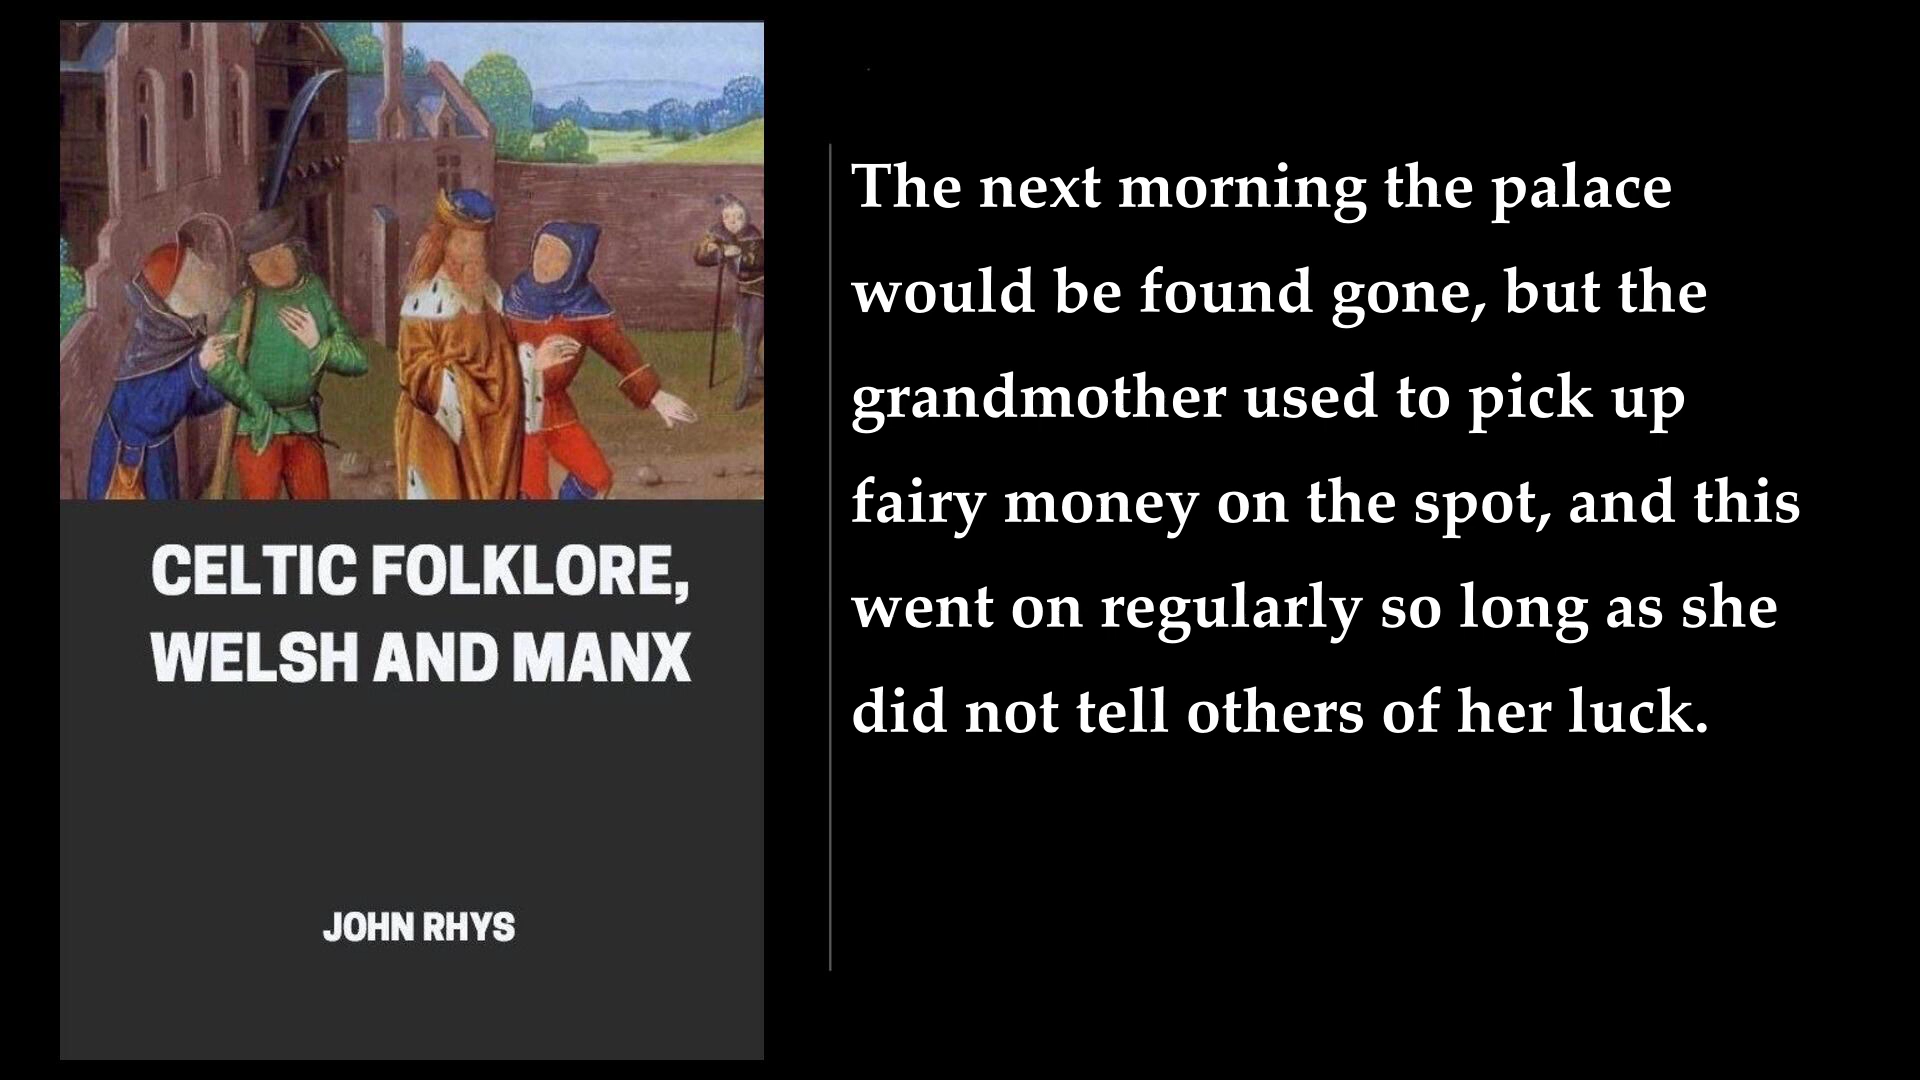 CELTIC FOLKLORE,
WELSH AND MANX
JOHN RHYS
The next morning the palace
would be found gone, but the
grandmother used to pick up
fairy money on the spot, and this
went on regularly so long as she
did not tell others of her luck.